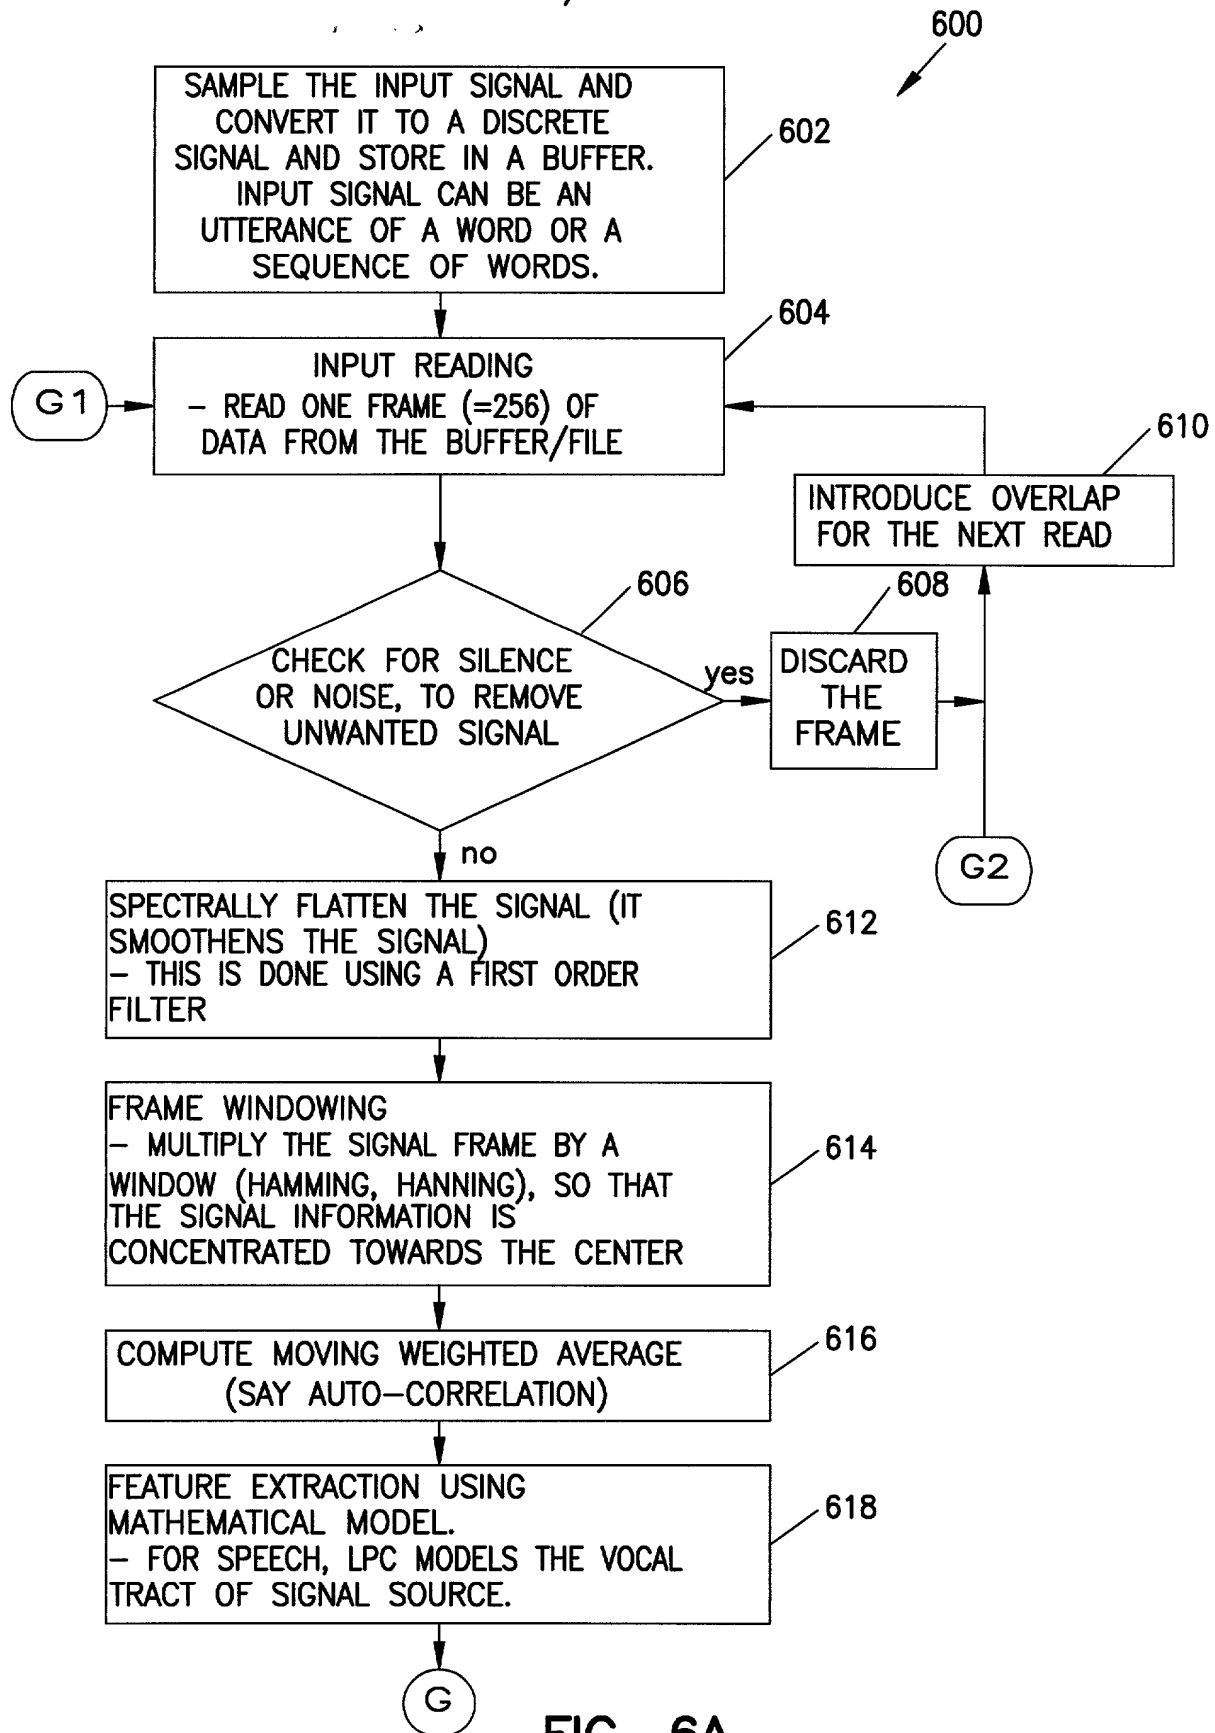 600
SAMPLE THE INPUT SIGNAL AND
CONVERT IT TO A DISCRETE
SIGNAL AND STORE IN A BUFFER.
INPUT SIGNAL CAN BE AN
UTTERANCE OF A WORD OR A
SEQUENCE OF WORDS.
602
604
INPUT READING
– READ ONE FRAME (=256) OF
DATA FROM THE BUFFER/FILE
G1
610
INTRODUCE OVERLAP
FOR THE NEXT READ
606
608
CHECK FOR SILENCE
OR NOISE, TO REMOVE
UNWANTED SIGNAL
yes
DISCARD
THE
FRAME
no
G2
SPECTRALLY FLATTEN THE SIGNAL (IT
SMOOTHENS THE SIGNAL)
– THIS IS DONE USING A FIRST ORDER
FILTER
612
FRAME WINDOWING
– MULTIPLY THE SIGNAL FRAME BY A
WINDOW (HAMMING, HANNING), SO THAT
THE SIGNAL INFORMATION IS
CONCENTRATED TOWARDS THE CENTER
614
COMPUTE MOVING WEIGHTED AVERAGE
(SAY AUTO–CORRELATION)
616
FEATURE EXTRACTION USING
MATHEMATICAL MODEL.
– FOR SPEECH, LPC MODELS THE VOCAL
TRACT OF SIGNAL SOURCE.
618
G
FIG. 6A